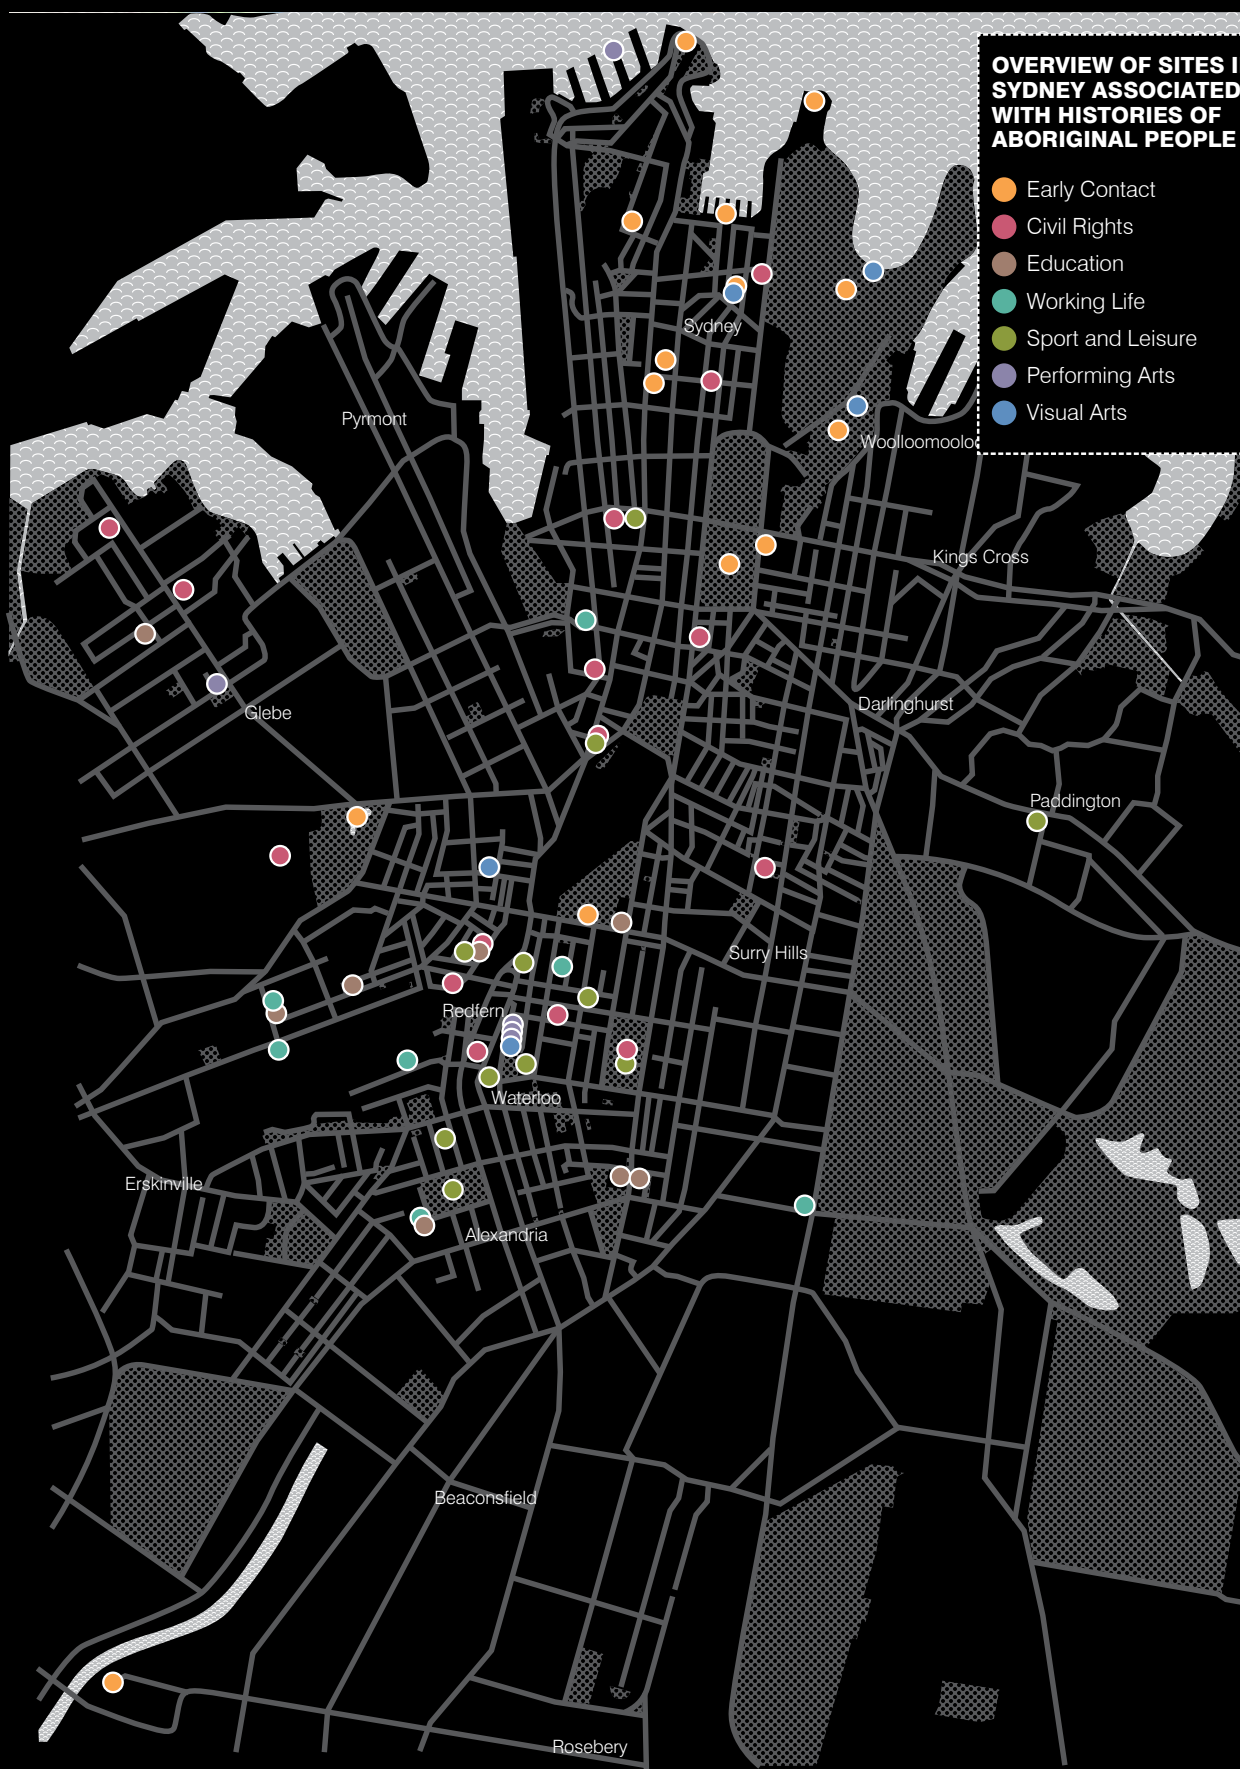 OVERVIEW OF SITES I
SYDNEY ASSOCIATED
WITH HISTORIES OF
ABORIGINAL PEOPLE
Early Contact
Civil Rights
Education
Working Life
Sport and Leisure
Performing Arts
Visual Arts
Sydney
Pyrmont
Woolloomooloo
Kings Cross
Darlinghurst
Glebe
Paddington
Surry Hills
Redfern
Waterloo
Erskinville
Alexandria
Beaconsfield
Rosebery